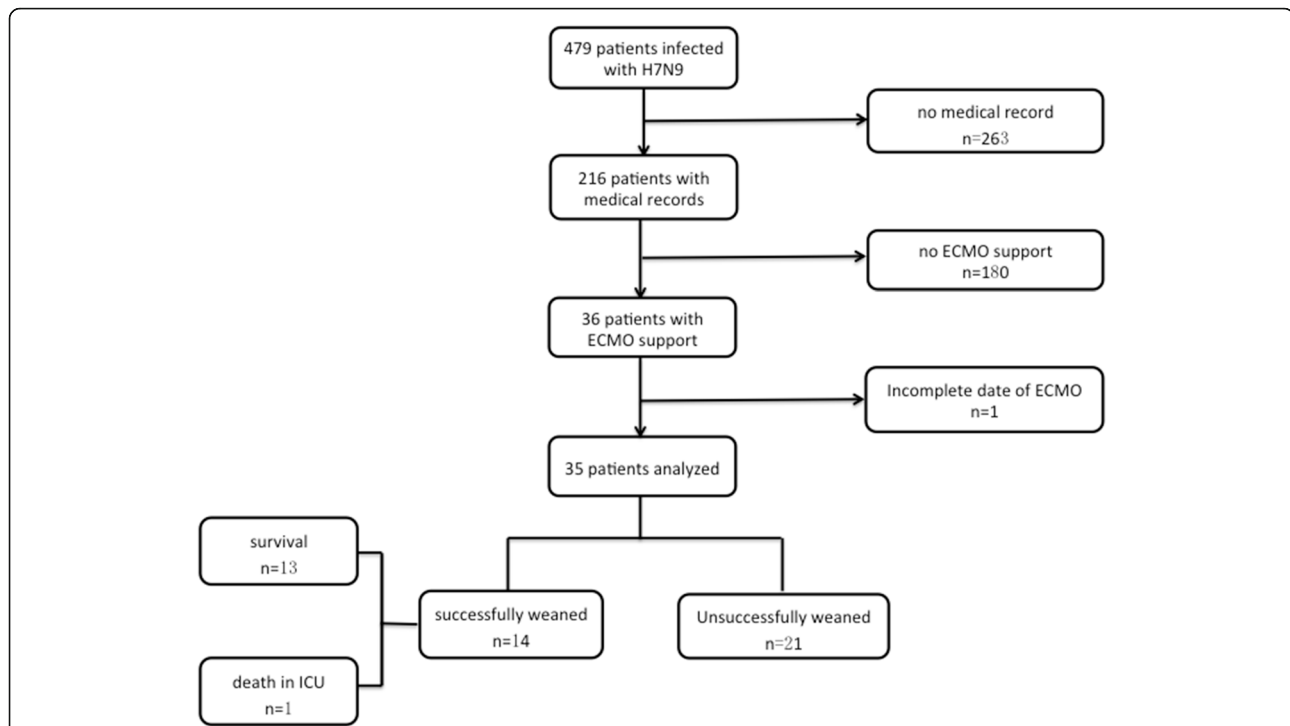 479 patients infected
with H7N9
no medical record
n=263
216 patients with
medical records
no ECMO support
n=180
36 patients with
ECMO support
Incomplete date of ECMO
n=1
35 patients analyzed
survival
n=13
successfully weaned
n=14
Unsuccessfully weaned
n=21
death in ICU
n=1